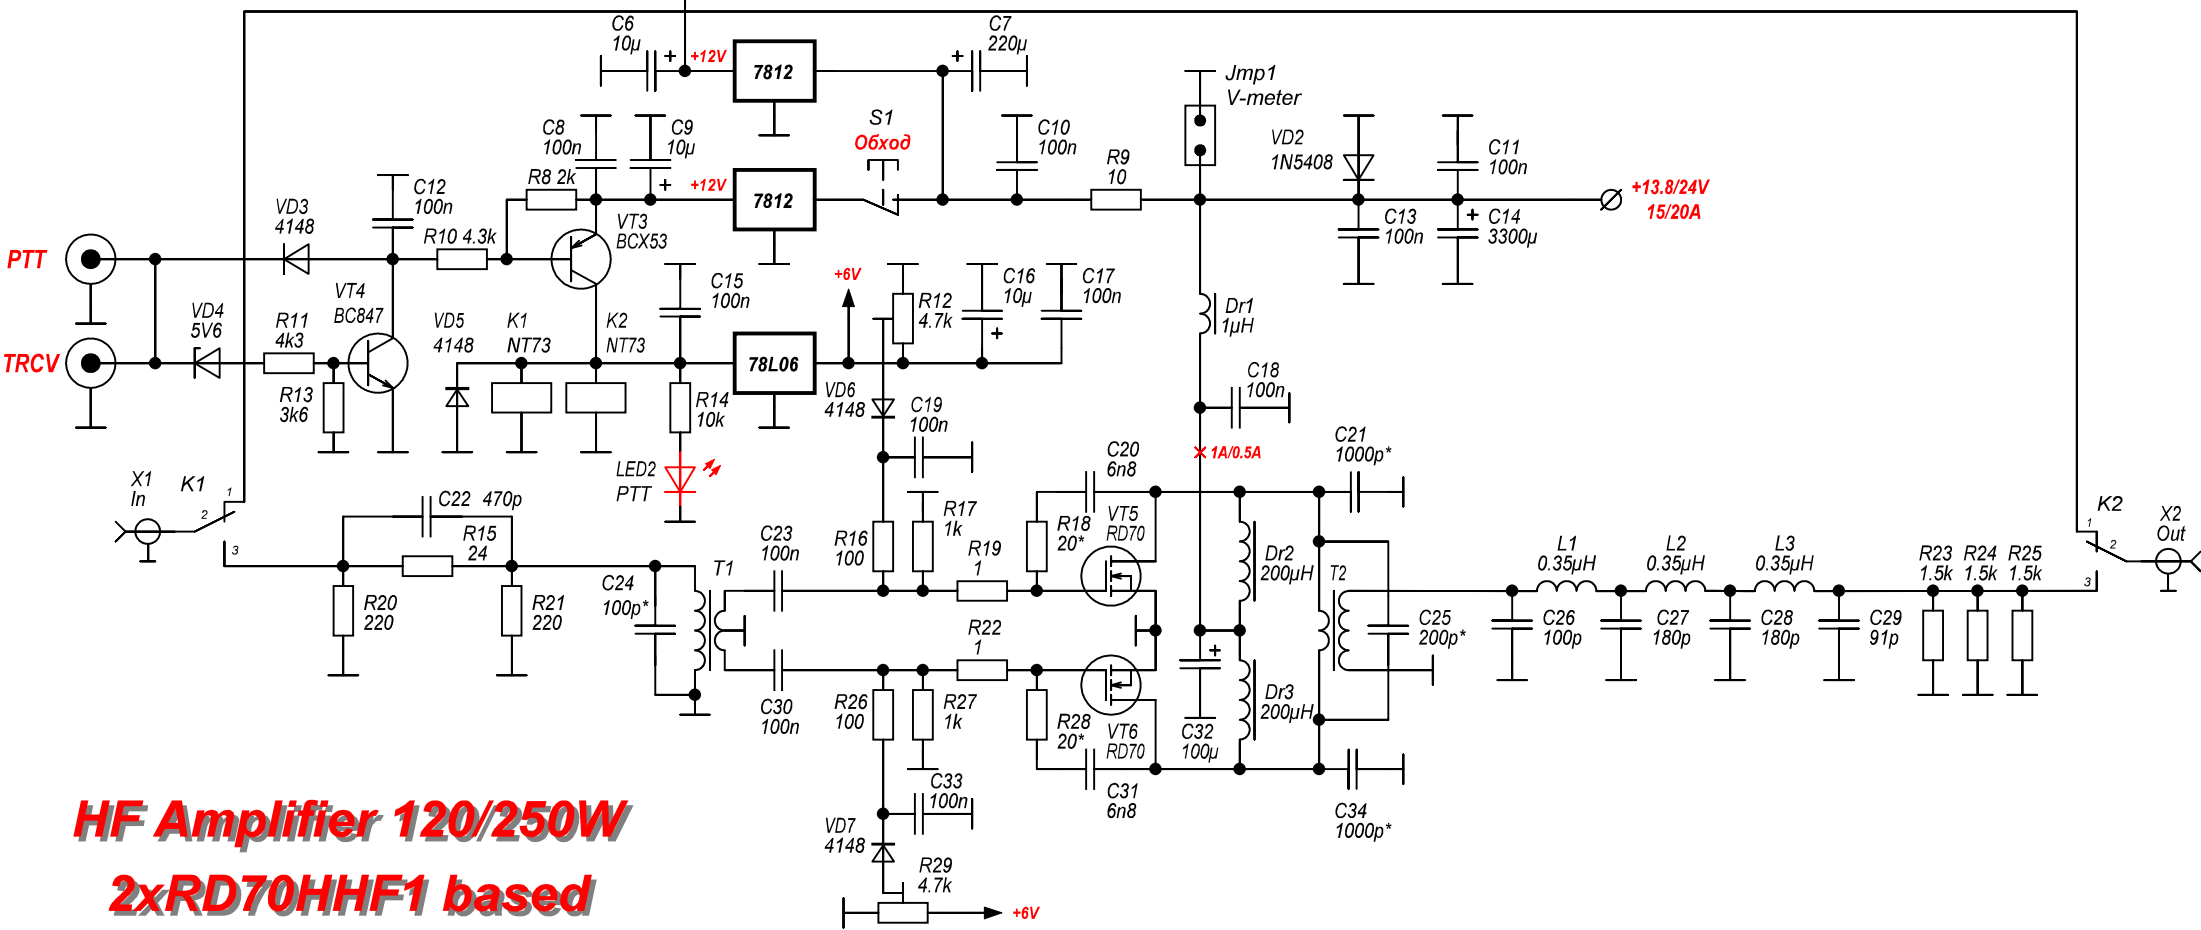 C6
10µ
+
+12V
7812
C7
220µ
+
Jmp1
V-meter
S1
Обход
C8
100n
C9
10µ
+
R8 2k
+12V
7812
C10
100n
R9
10
VD2
1N5408
C11
100n
+13.8/24V
15/20A
C13
100n
+
C14
3300µ
C12
100n
VD3
4148
PTT
R10 4.3k
VT3
BCX53
VT4
BC847
VD4
5V6
R11
4k3
TRCV
R13
3k6
VD5
4148
K1
NT73
K2
NT73
C15
100n
78L06
+6V
R12
4.7k
C16
10µ
+
C17
100n
Dr1
1µH
R14
10k
VD6
4148
C19
100n
C18
100n
1A/0.5A
LED2
PTT
X1
In
K1
1
2
3
C22 470p
R15
24
R20
220
R21
220
C24
100p*
T1
C23
100n
R16
100
R17
1k
R19
1
R18
20*
C20
6n8
VT5
RD70
C21
1000p*
Dr2
200µH
T2
C25
200p*
L1
0.35µH
L2
0.35µH
L3
0.35µH
C26
100p
C27
180p
C28
180p
C29
91p
R23
1.5k
R24
1.5k
R25
1.5k
K2
1
2
3
X2
Out
R22
1
C30
100n
R26
100
R27
1k
R28
20*
VT6
RD70
+
C32
100µ
Dr3
200µH
C31
6n8
C34
1000p*
C33
100n
VD7
4148
R29
4.7k
+6V
HF Amplifier 120/250W
2xRD70HHF1 based